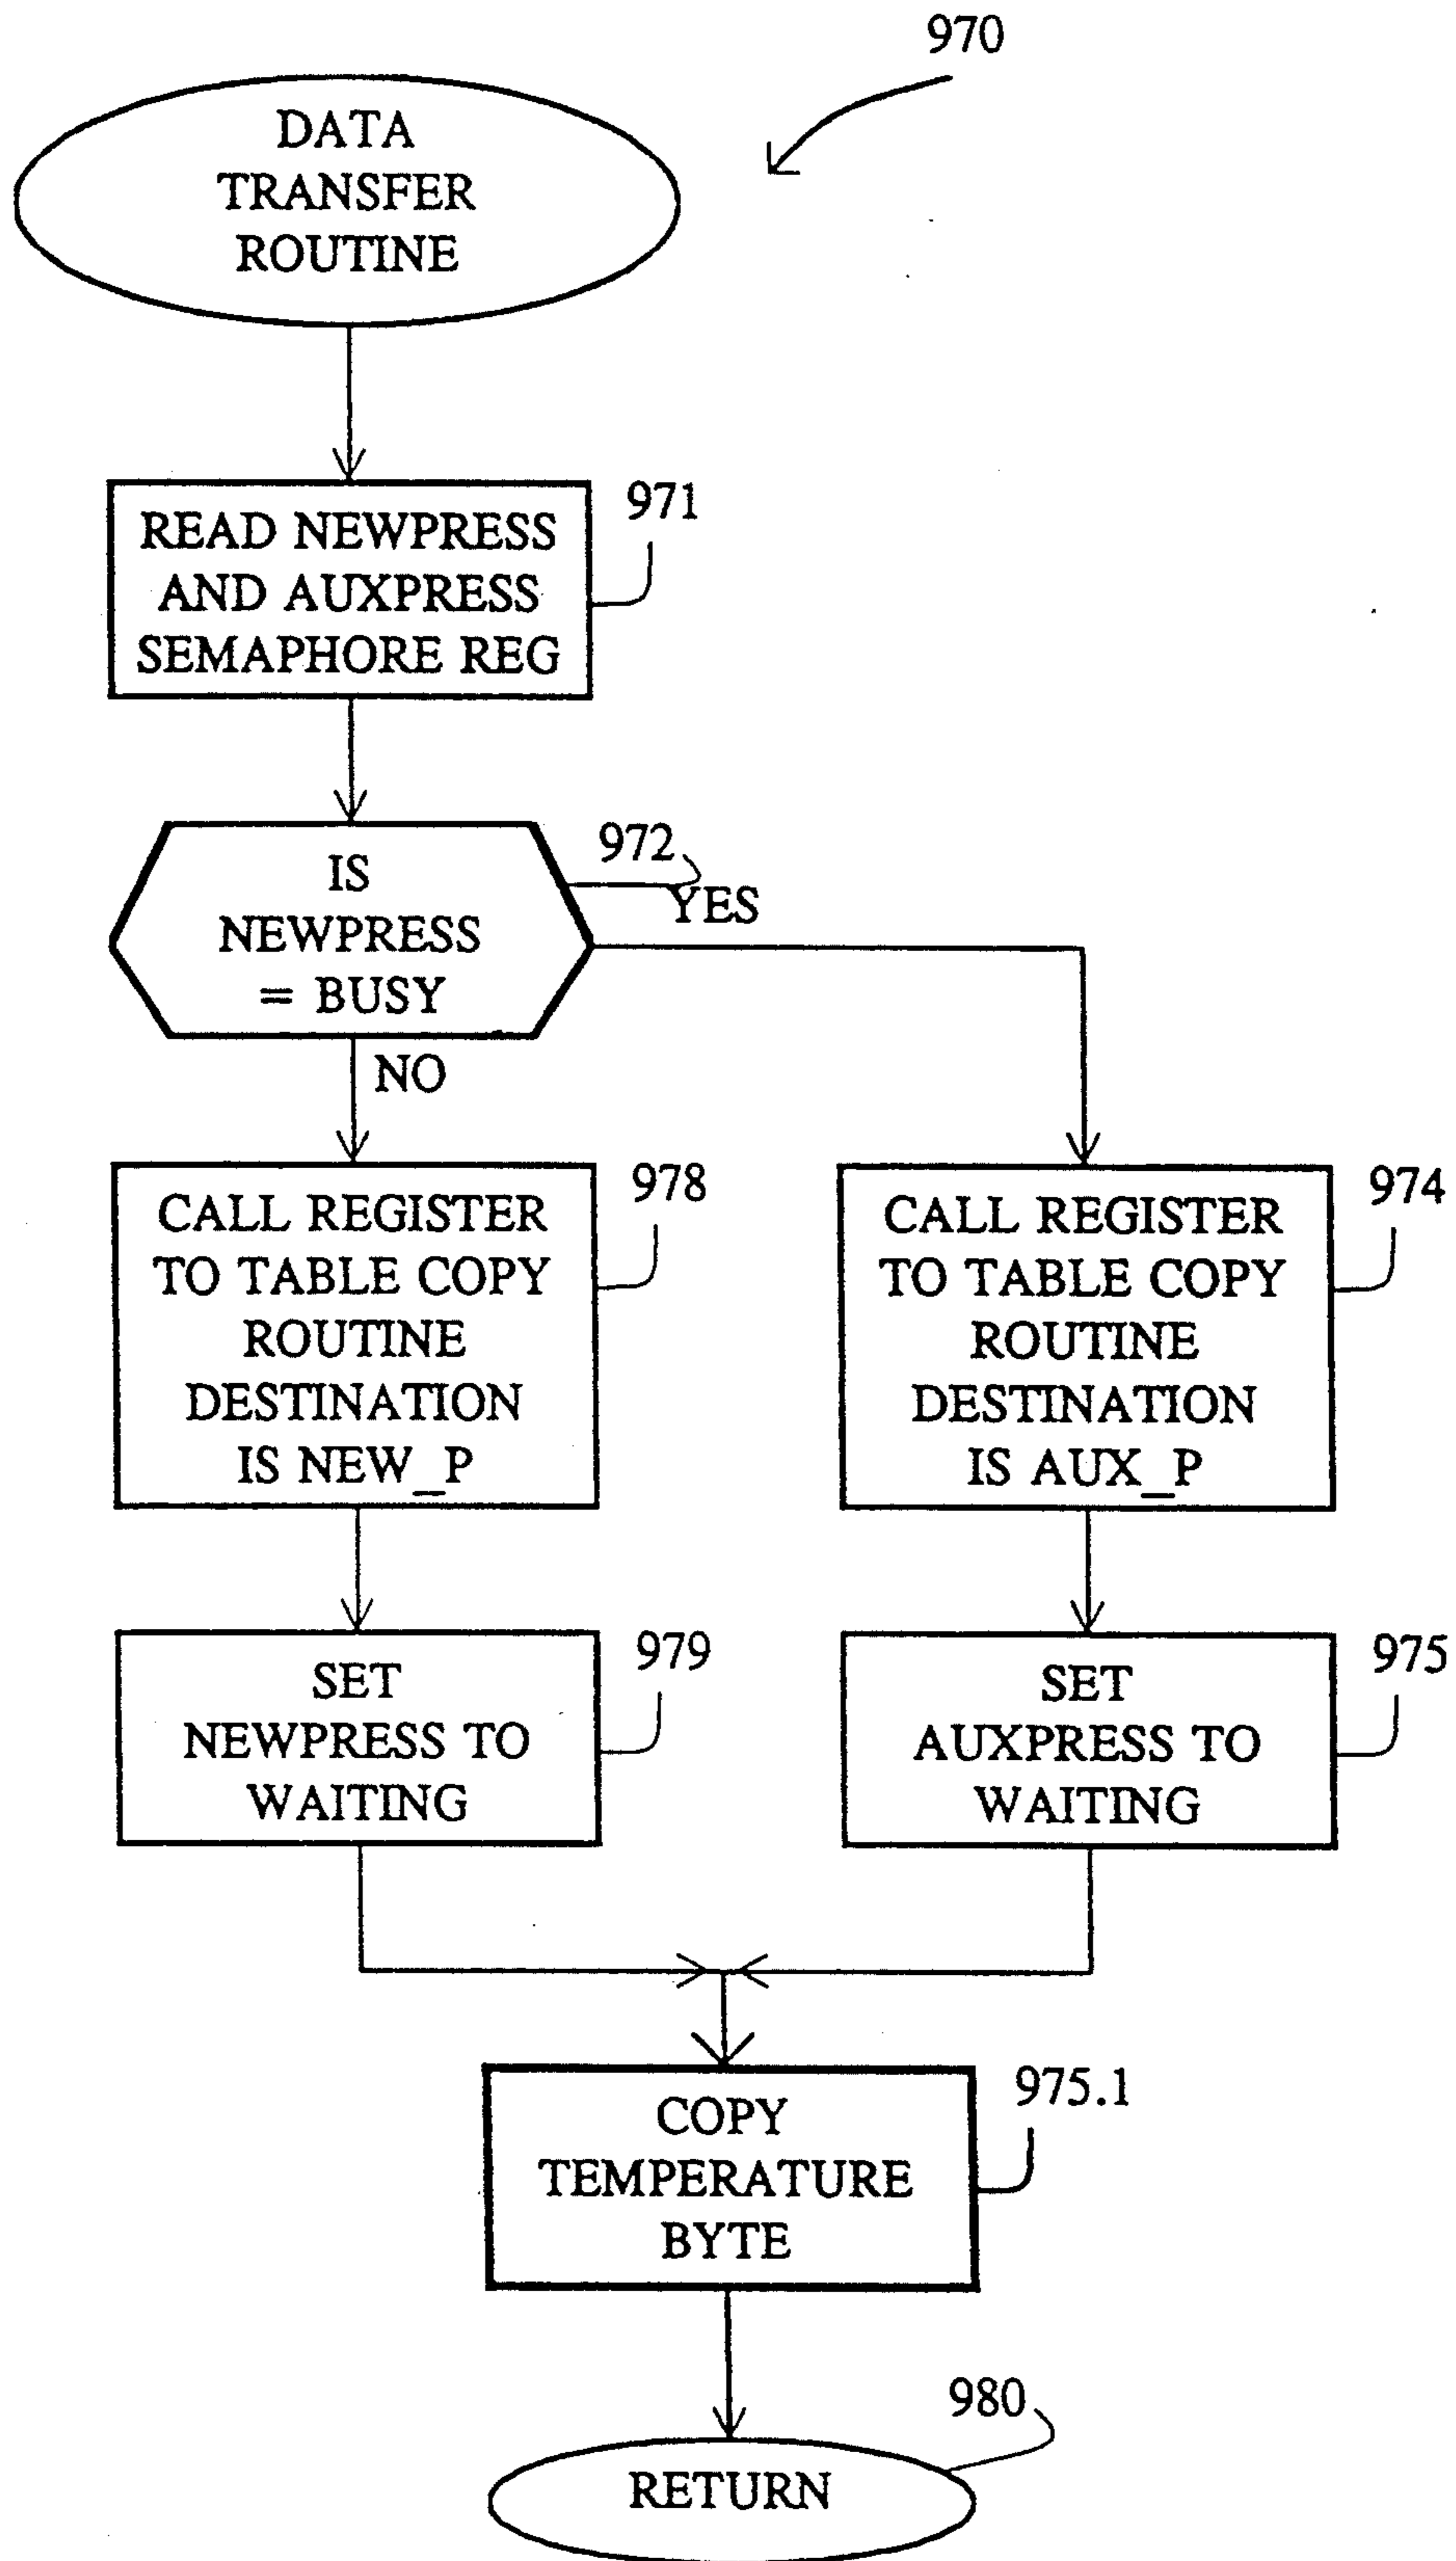 970
DATA
TRANSFER
ROUTINE
971
READ NEWPRESS
AND AUXPRESS
SEMAPHORE REG
972
IS
NEWPRESS
= BUSY
YES
NO
978
CALL REGISTER
TO TABLE COPY
ROUTINE
DESTINATION
IS NEW_P
974
CALL REGISTER
TO TABLE COPY
ROUTINE
DESTINATION
IS AUX_P
979
SET
NEWPRESS TO
WAITING
975
SET
AUXPRESS TO
WAITING
975.1
COPY
TEMPERATURE
BYTE
980
RETURN